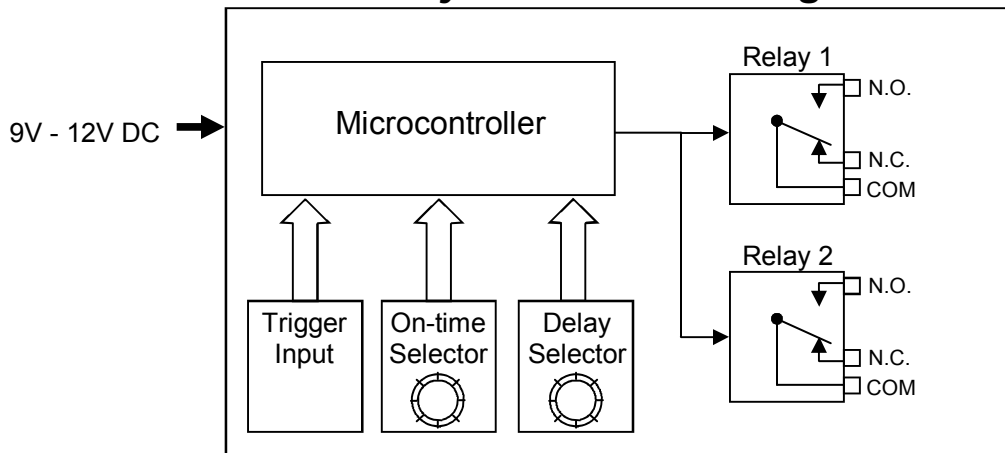 9V - 12V DC
Microcontroller
Trigger
Input
On-time
Selector
Delay
Selector
Relay 1
N.O.
N.C.
COM
Relay 2
N.O.
N.C.
COM